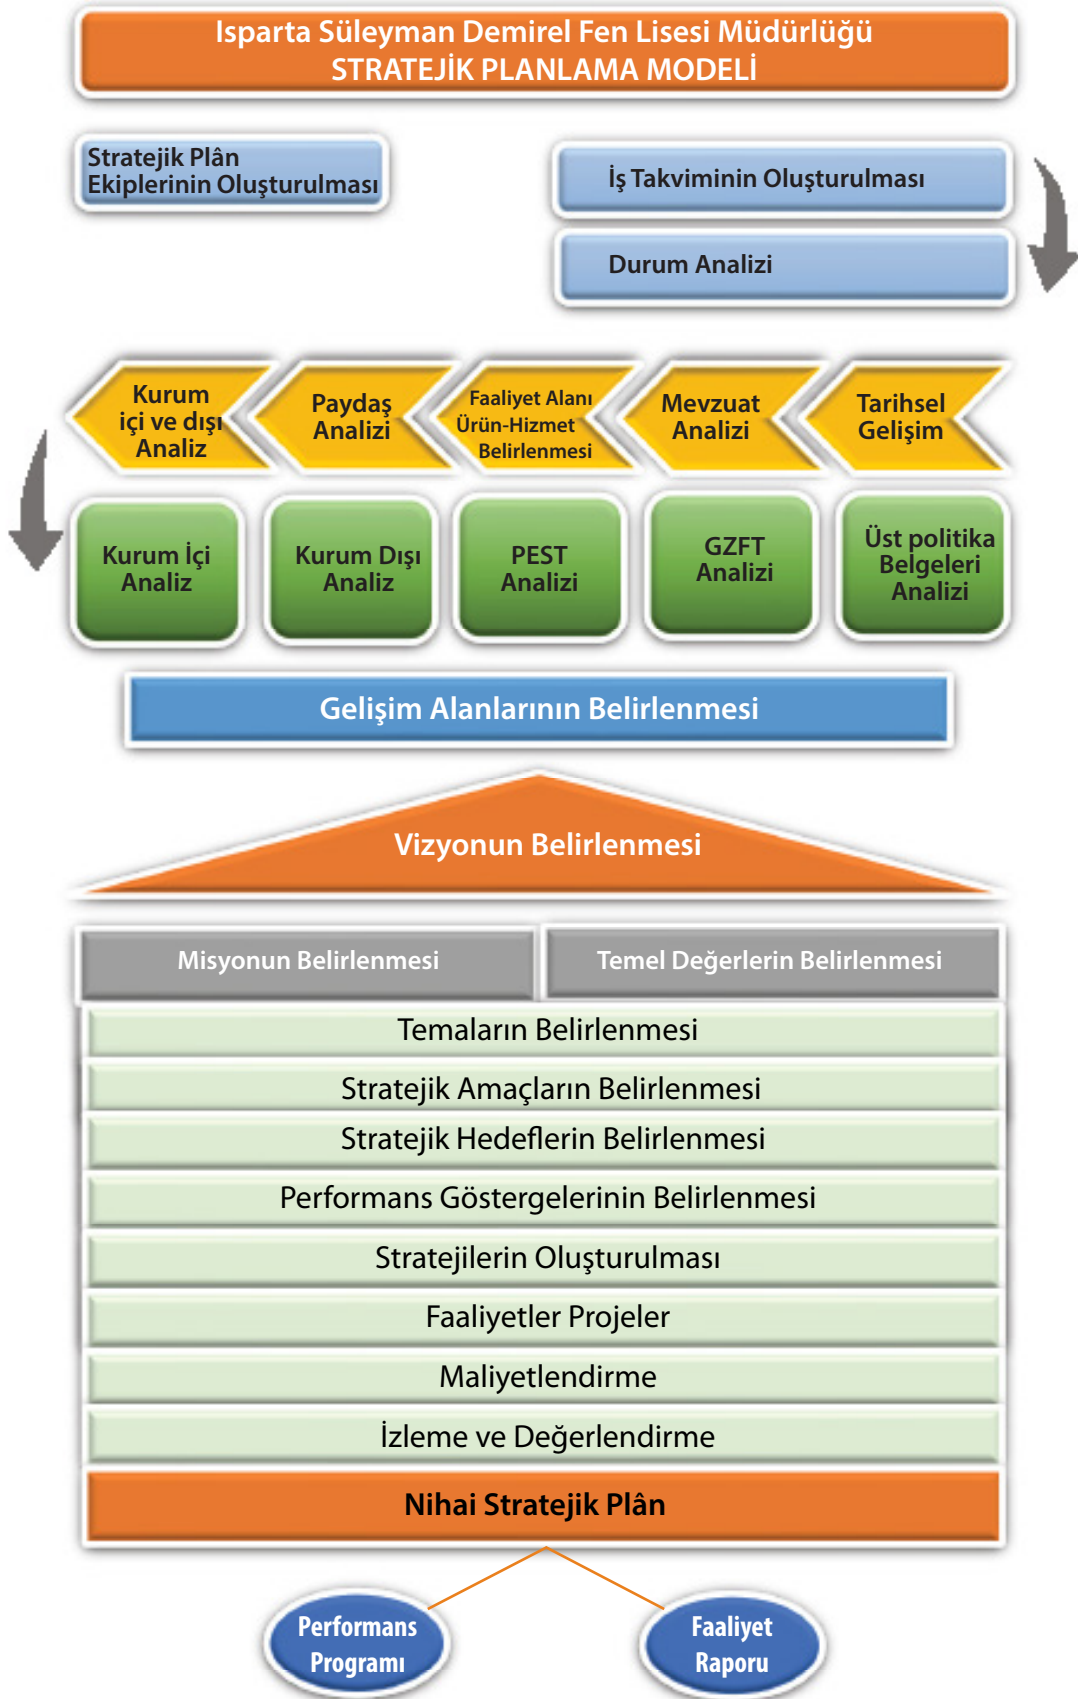 Isparta Süleyman Demirel Fen Lisesi Müdürlüğü
STRATEJİK PLANLAMA MODELİ
Stratejik Plân
Ekiplerinin Oluşturulması
İş Takviminin Oluşturulması
Durum Analizi
Kurum
içi ve dışı
Analiz
Paydaş
Analizi
Faaliyet Alanı
Ürün-Hizmet
Belirlenmesi
Mevzuat
Analizi
Tarihsel
Gelişim
Kurum İçi
Analiz
Kurum Dışı
Analiz
PEST
Analizi
GZFT
Analizi
Üst politika
Belgeleri
Analizi
Gelişim Alanlarının Belirlenmesi
Vizyonun Belirlenmesi
Misyonun Belirlenmesi
Temel Değerlerin Belirlenmesi
Temaların Belirlenmesi
Stratejik Amaçların Belirlenmesi
Stratejik Hedeflerin Belirlenmesi
Performans Göstergelerinin Belirlenmesi
Stratejilerin Oluşturulması
Faaliyetler Projeler
Maliyetlendirme
İzleme ve Değerlendirme
Nihai Stratejik Plân
Performans
Programı
Faaliyet
Raporu